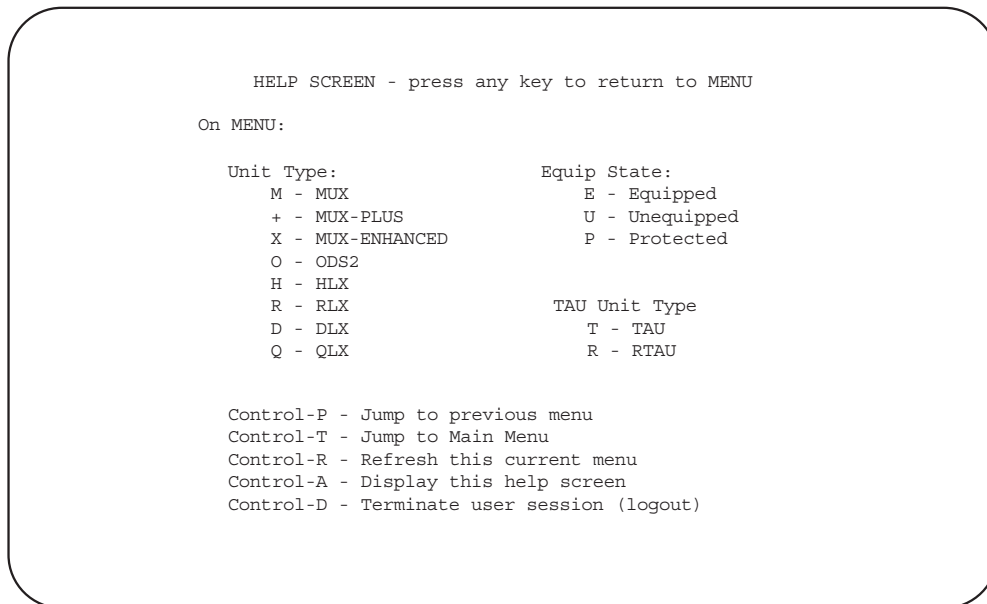 HELP SCREEN - press any key to return to MENU
On MENU:
Unit Type: Equip State:
M - MUX E - Equipped
+ - MUX-PLUS U - Unequipped
X - MUX-ENHANCED P - Protected
O - ODS2
H - HLX
R - RLX TAU Unit Type
D - DLX T - TAU
Q - QLX R - RTAU
Control-P - Jump to previous menu
Control-T - Jump to Main Menu
Control-R - Refresh this current menu
Control-A - Display this help screen
Control-D - Terminate user session (logout)